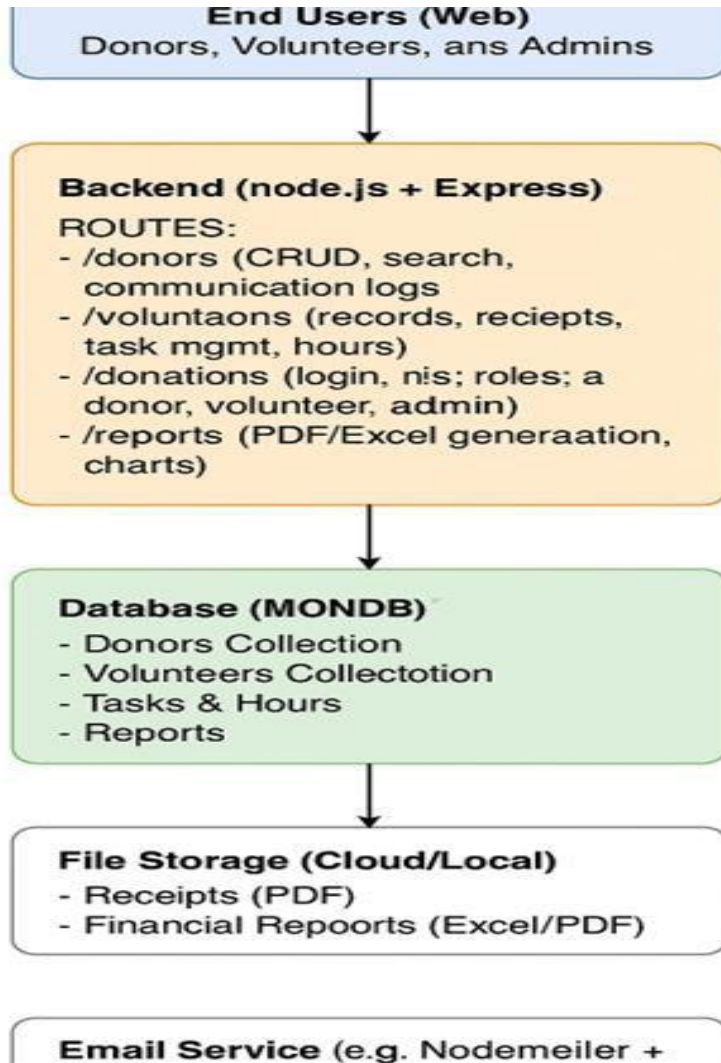 End Users (Web)
Donors, Volunteers, ans Admins
Backend (node.js + Express)
ROUTES:
- /donors (CRUD, search,
communication logs
- /voluntaons (records, reciepts,
task mgmt, hours)
- /donations (login, n!s; roles; a
donor, volunteer, admin)
- /reports (PDF/Excel generaation,
charts)
Database (MONDB)
- Donors Collection
- Volunteers Collectotion
- Tasks & Hours
- Reports
File Storage (Cloud/Local)
- Receipts (PDF)
- Financial Repoorts (Excel/PDF)
Email Service (e.g. Nodemeiler +